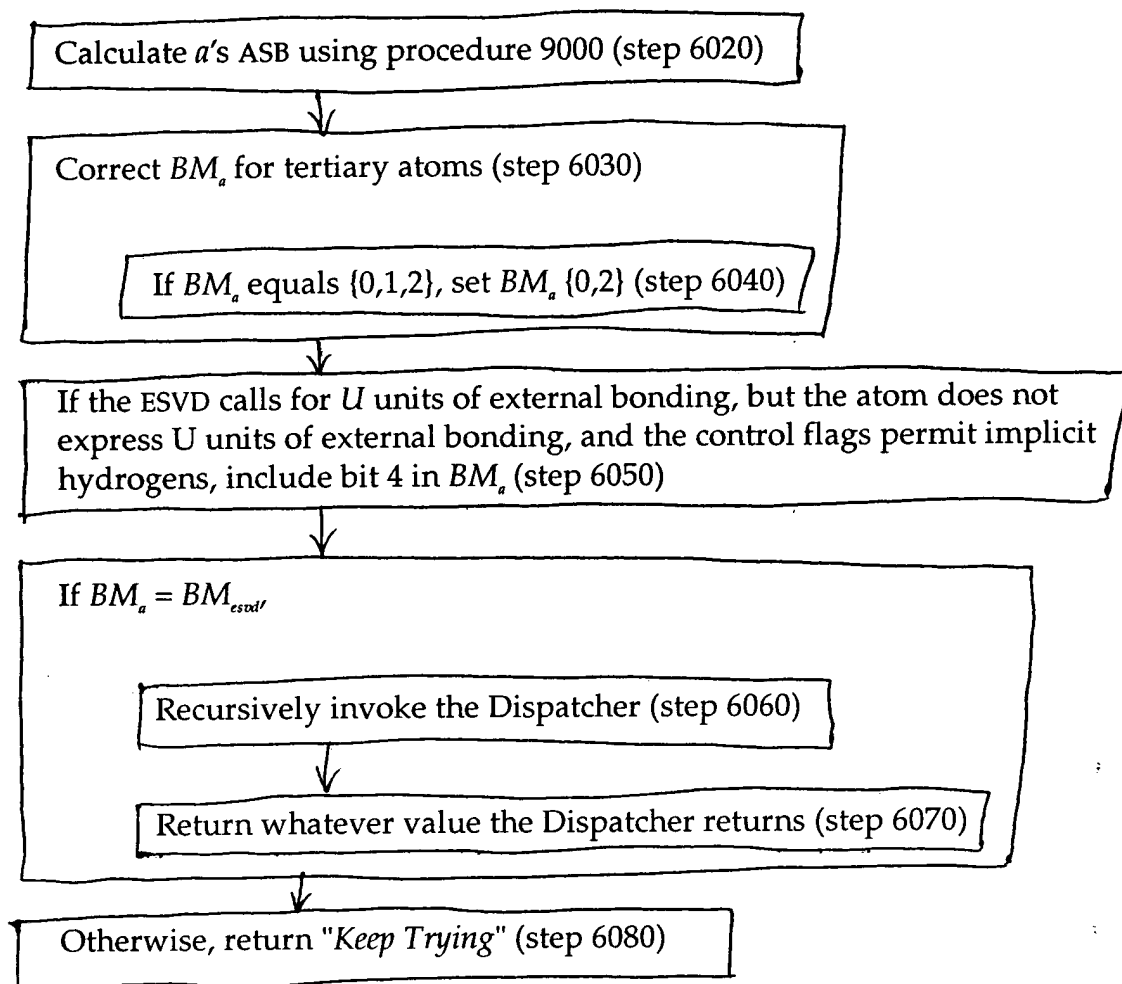 Calculate a's ASB using procedure 9000 (step 6020)
Correct BMₐ for tertiary atoms (step 6030)
If BMₐ equals {0,1,2}, set BMₐ {0,2} (step 6040)
If the ESVD calls for U units of external bonding, but the atom does not
express U units of external bonding, and the control flags permit implicit
hydrogens, include bit 4 in BMₐ (step 6050)
If BMₐ = BM_esvd,
Recursively invoke the Dispatcher (step 6060)
Return whatever value the Dispatcher returns (step 6070)
Otherwise, return "Keep Trying" (step 6080)